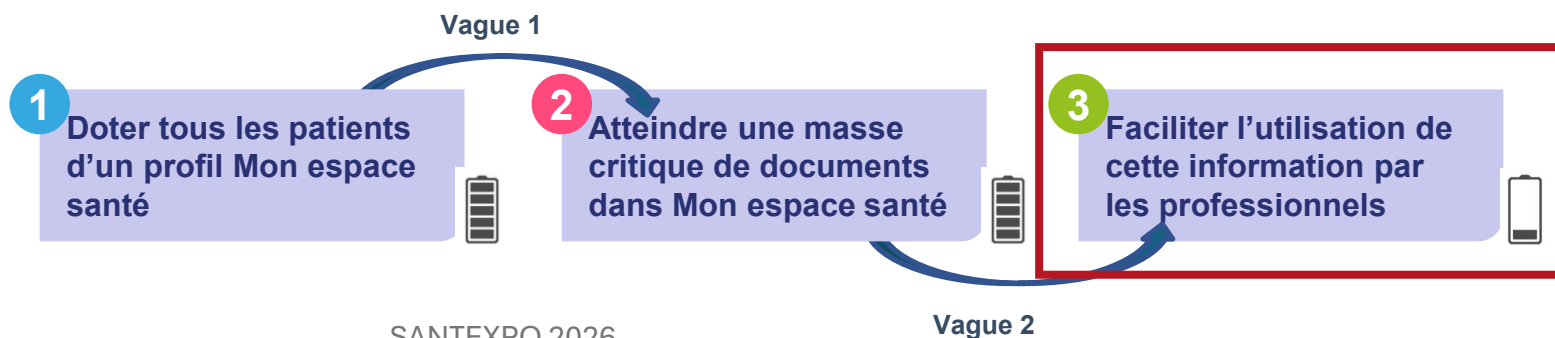 Vague 1
1
Doter tous les patients
d’un profil Mon espace
santé
2
Atteindre une masse
critique de documents
dans Mon espace santé
3
Faciliter l’utilisation de
cette information par
les professionnels
Vague 2
SANTEXPO 2026